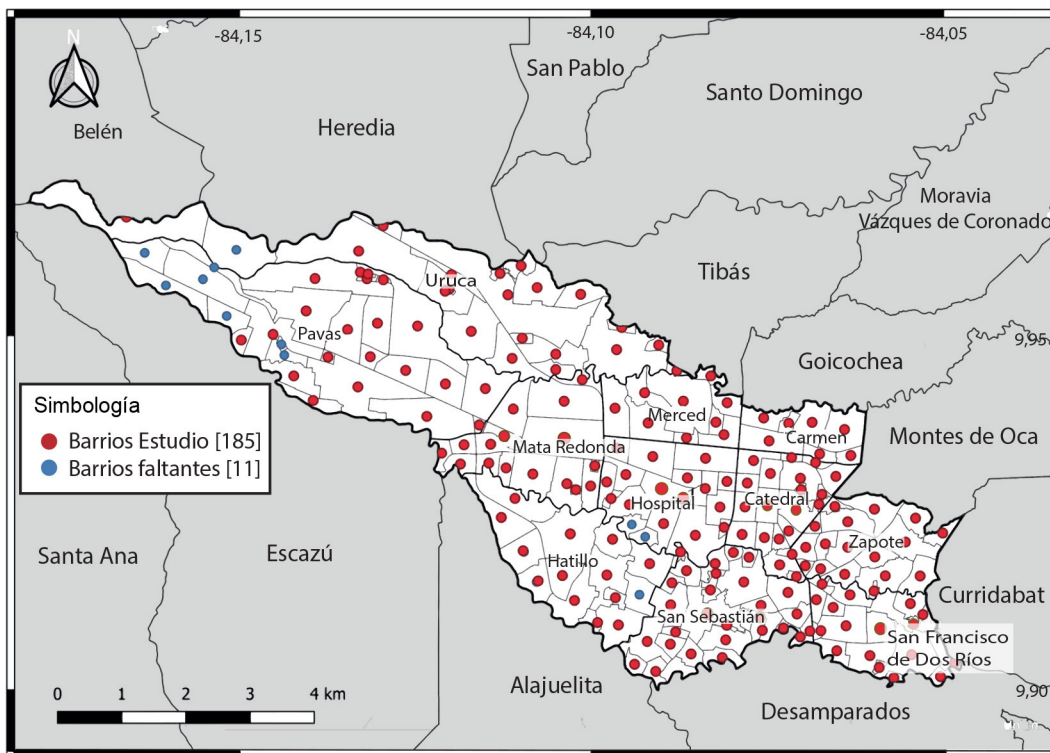 -84,15
-84,10
-84,05
N
San Pablo
Santo Domingo
Belén
Heredia
Moravia
Vázques de Coronado
Tibás
Uruca
Pavas
9,95
Goicochea
Simbología
Barrios Estudio [185]
Barrios faltantes [11]
Merced
Carmen
Mata Redonda
Montes de Oca
Hospital
Catedral
Zapote
Santa Ana
Escazú
Hatillo
Curridabat
San Sebastián
San Francisco
de Dos Ríos
0 1 2 3 4 km
Alajuelita
9,90
Desamparados